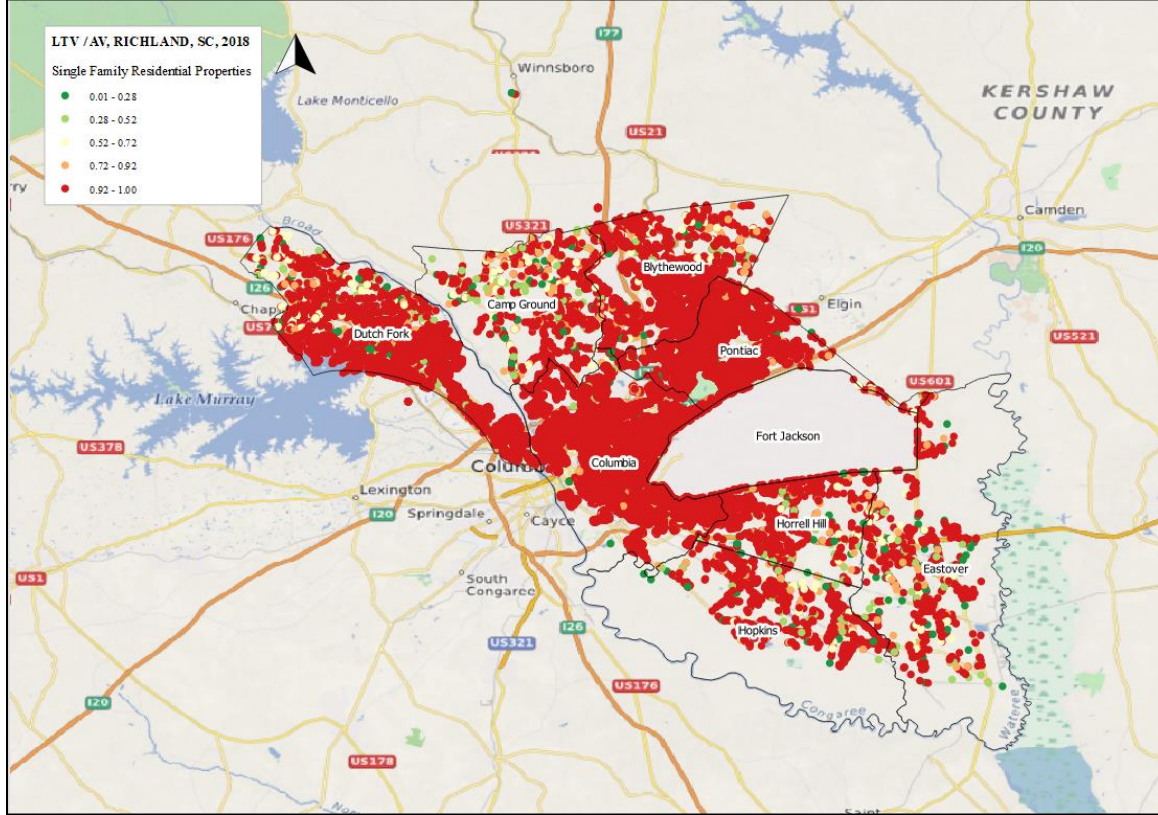 LTV / AV, RICHLAND, SC, 2018
Single Family Residential Properties
0.01 - 0.28
0.28 - 0.52
0.52 - 0.72
0.72 - 0.92
0.92 - 1.00
I77
Winnsboro
Lake Monticello
US21
KERSHAW
COUNTY
Camden
Broad
US321
US176
I20
Blythewood
I26
Elgin
Camp Ground
Dutch Fork
US521
Pontiac
US601
Lake Murray
Fort Jackson
US378
Columbia
Lexington
I20
Springdale
Cayce
Horrell Hill
Eastover
US1
South
Congaree
Hopkins
US321
I26
US176
Congaree
Wateree
I20
US178
Saint